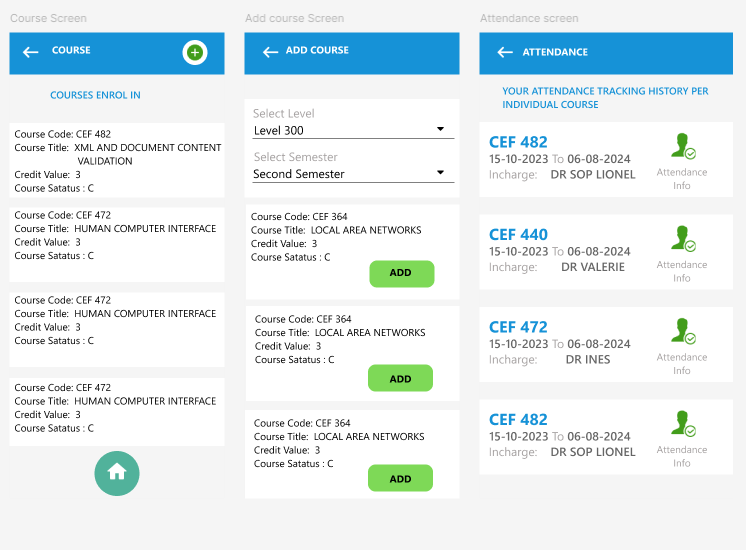 Course Screen
COURSE
COURSES ENROL IN
Course Code: CEF 482
Course Title:  XML AND DOCUMENT CONTENT
VALIDATION
Credit Value:  3
Course Satatus : C
Course Code: CEF 472
Course Title:  HUMAN COMPUTER INTERFACE
Credit Value:  3
Course Satatus : C
Course Code: CEF 472
Course Title:  HUMAN COMPUTER INTERFACE
Credit Value:  3
Course Satatus : C
Course Code: CEF 472
Course Title:  HUMAN COMPUTER INTERFACE
Credit Value:  3
Course Satatus : C
Add course Screen
ADD COURSE
Select Level
Level 300
Select Semester
Second Semester
Course Code: CEF 364
Course Title:  LOCAL AREA NETWORKS
Credit Value:  3
Course Satatus : C
ADD
Course Code: CEF 364
Course Title:  LOCAL AREA NETWORKS
Credit Value:  3
Course Satatus : C
ADD
Course Code: CEF 364
Course Title:  LOCAL AREA NETWORKS
Credit Value:  3
Course Satatus : C
ADD
Attendance screen
ATTENDANCE
YOUR ATTENDANCE TRACKING HISTORY PER
INDIVIDUAL COURSE
CEF 482
15-10-2023 To 06-08-2024
Incharge: DR SOP LIONEL
Attendance
Info
CEF 440
15-10-2023 To 06-08-2024
Incharge: DR VALERIE
Attendance
Info
CEF 472
15-10-2023 To 06-08-2024
Incharge: DR INES
Attendance
Info
CEF 482
15-10-2023 To 06-08-2024
Incharge: DR SOP LIONEL
Attendance
Info